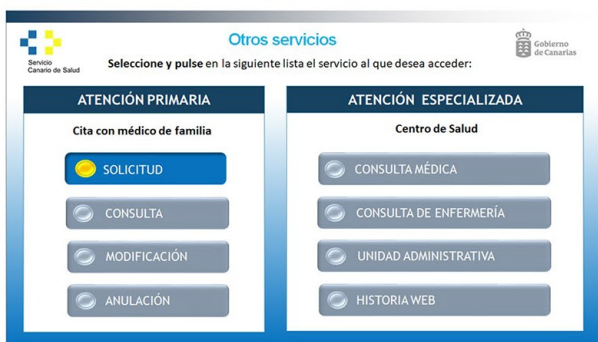 Otros servicios
Servicio
Canario de Salud
Gobierno
de Canarias
Seleccione y pulse en la siguiente lista el servicio al que desea acceder:
ATENCIÓN PRIMARIA
Cita con médico de familia
SOLICITUD
CONSULTA
MODIFICACIÓN
ANULACIÓN
ATENCIÓN ESPECIALIZADA
Centro de Salud
CONSULTA MÉDICA
CONSULTA DE ENFERMERÍA
UNIDAD ADMINISTRATIVA
HISTORIA WEB